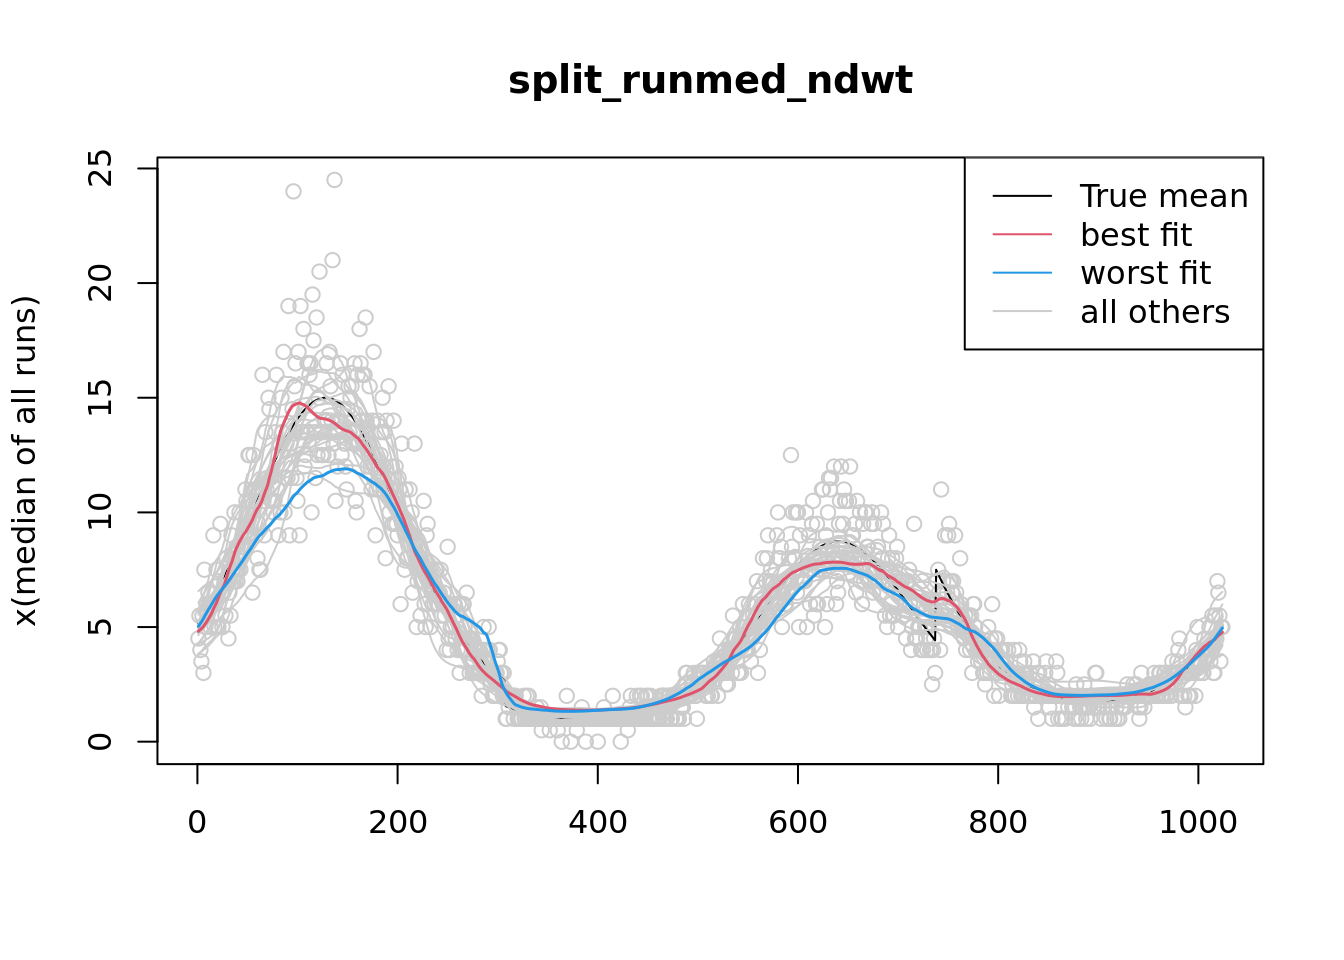 split_runmed_ndwt
x(median of all runs)
25
20
15
10
5
0
True mean
best fit
worst fit
all others
0 200 400 600 800 1000